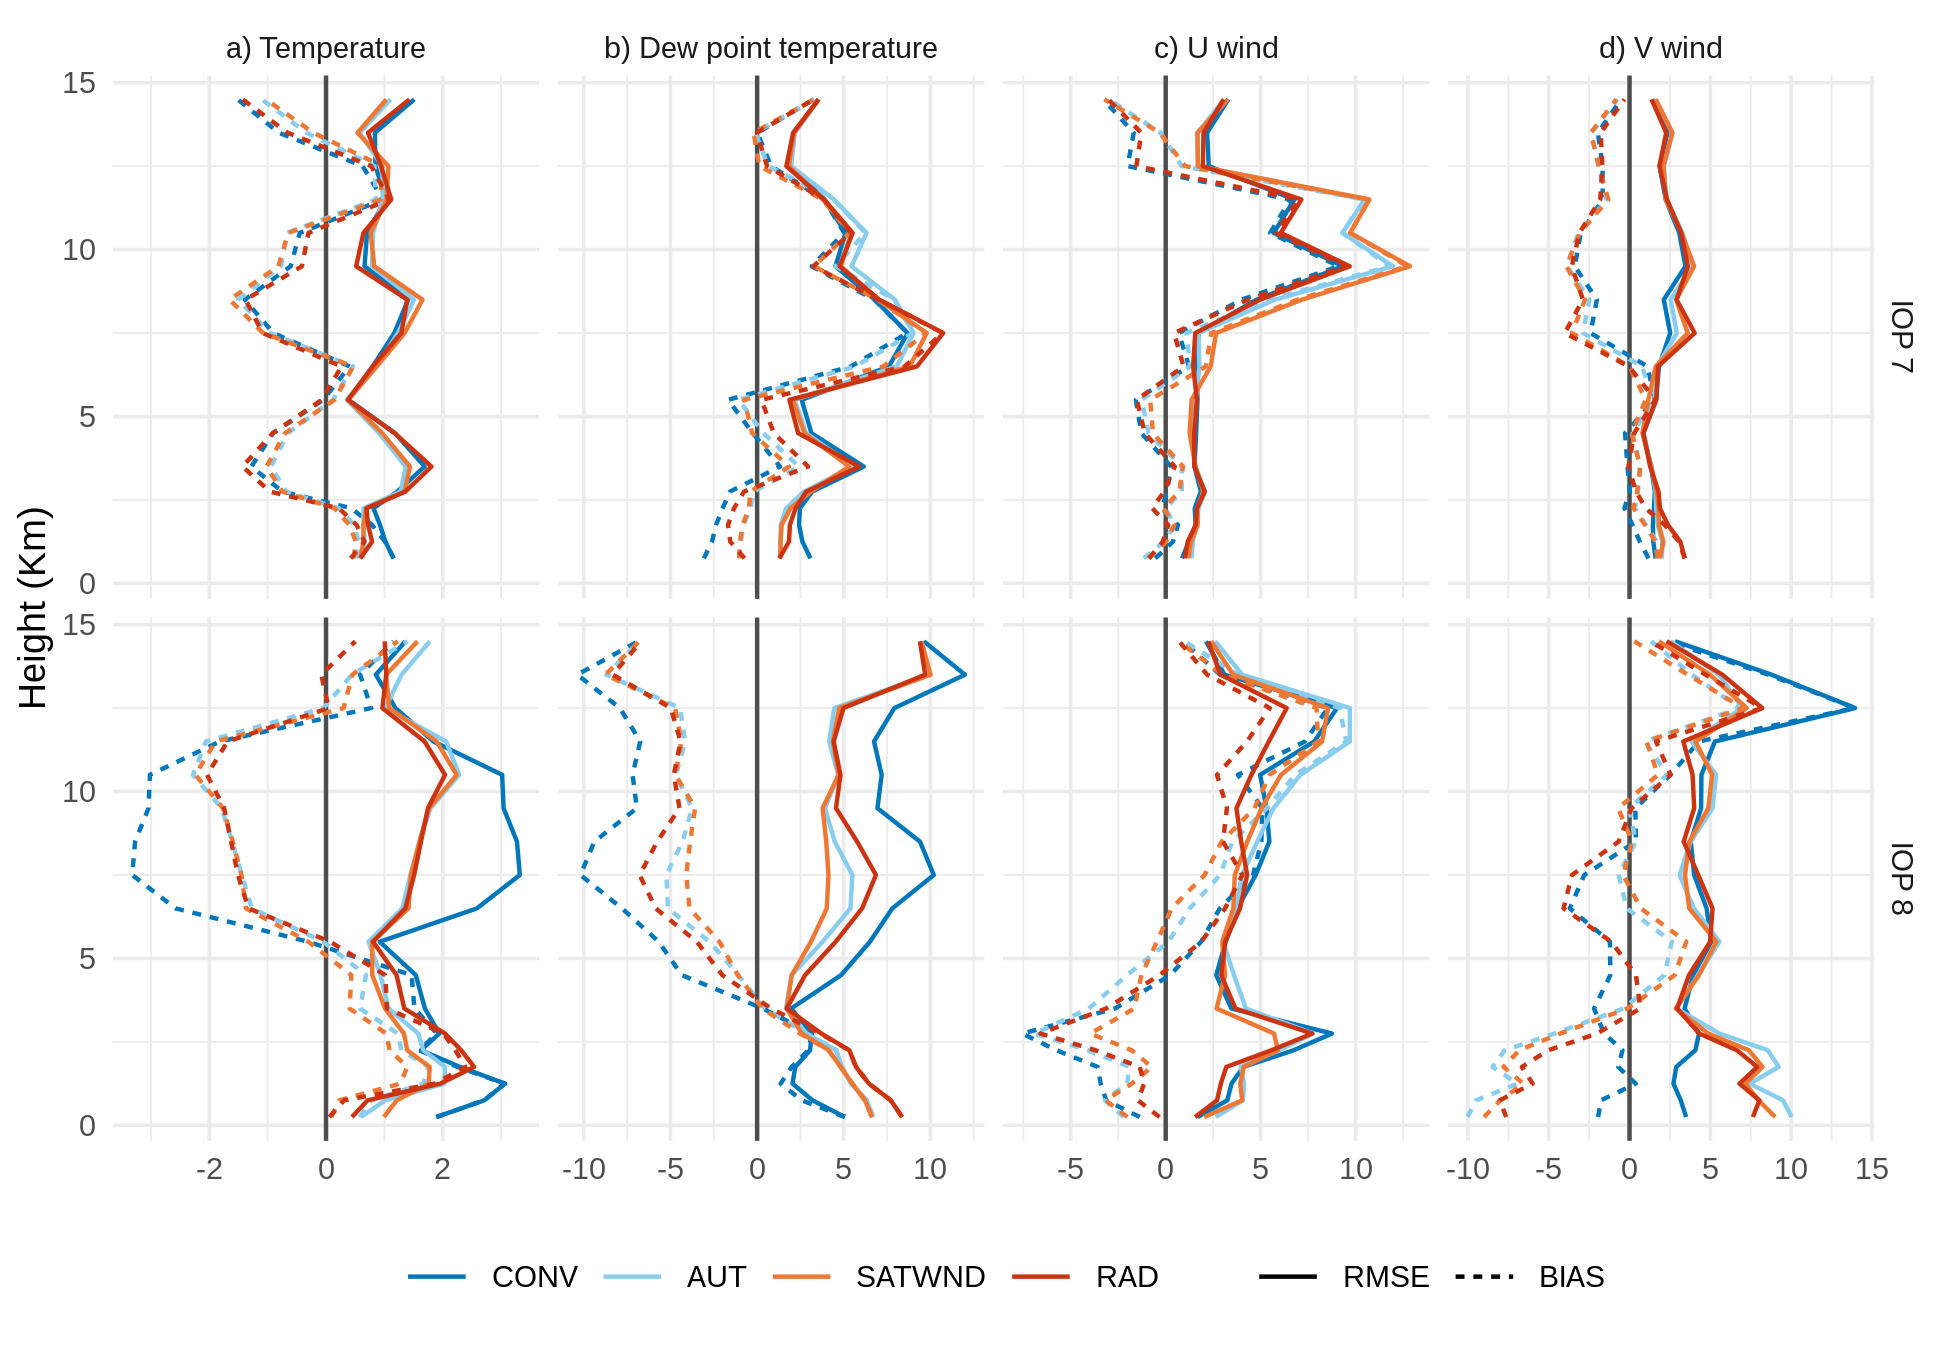 a) Temperature b) Dew point temperature c) U wind d) V wind
15
10
5
0
IOP 7
Height (Km)
15
10
5
0
IOP 8
-2 0 2 -10 -5 0 5 10 -5 0 5 10 -10 -5 0 5 10 15
CONV AUT SATWND RAD RMSE BIAS